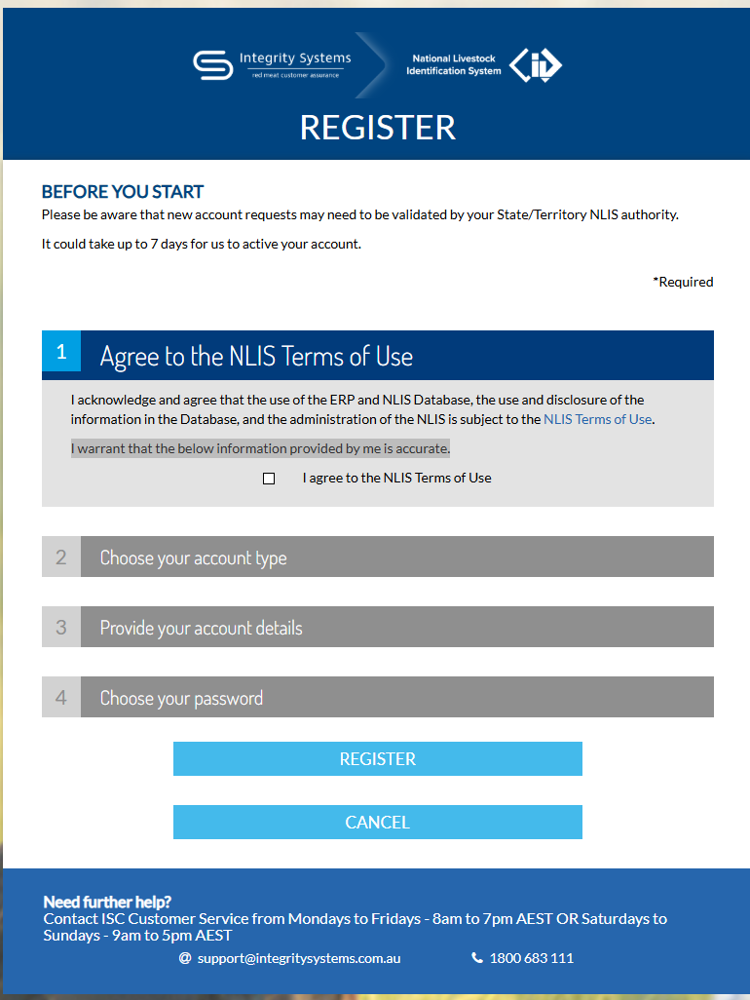 Integrity Systems
red meat customer assurance
National Livestock
Identification System
REGISTER
BEFORE YOU START
Please be aware that new account requests may need to be validated by your State/Territory NLIS authority.
It could take up to 7 days for us to active your account.
*Required
1 Agree to the NLIS Terms of Use
I acknowledge and agree that the use of the ERP and NLIS Database, the use and disclosure of the
information in the Database, and the administration of the NLIS is subject to the NLIS Terms of Use.
I warrant that the below information provided by me is accurate.
I agree to the NLIS Terms of Use
2 Choose your account type
3 Provide your account details
4 Choose your password
REGISTER
CANCEL
Need further help?
Contact ISC Customer Service from Mondays to Fridays - 8am to 7pm AEST OR Saturdays to
Sundays - 9am to 5pm AEST
@ support@integritysystems.com.au 1800 683 111